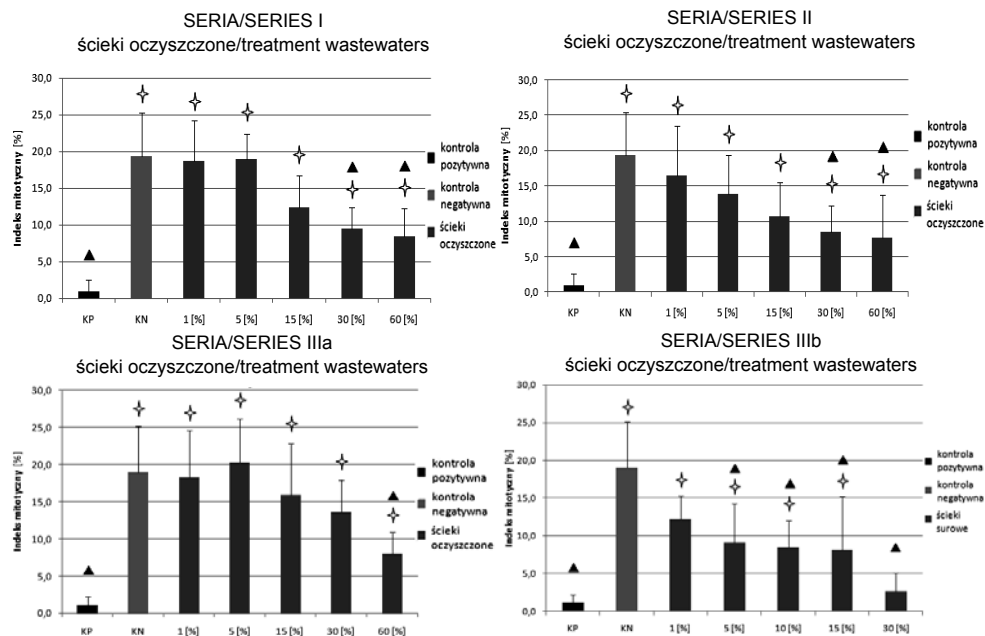 SERIA/SERIES I
ścieki oczyszczone/treatment wastewaters
Indeks mitotyczny [%]
30,0
25,0
20,0
15,0
10,0
5,0
0,0
KP KN 1 [%] 5 [%] 15 [%] 30 [%] 60 [%]
kontrola
pozytywna
kontrola
negatywna
ścieki
oczyszczone
SERIA/SERIES II
ścieki oczyszczone/treatment wastewaters
Indeks mitotyczny [%]
30,0
25,0
20,0
15,0
10,0
5,0
0,0
KP KN 1 [%] 5 [%] 15 [%] 30 [%] 60 [%]
kontrola
pozytywna
kontrola
negatywna
ścieki
oczyszczone
SERIA/SERIES IIIa
ścieki oczyszczone/treatment wastewaters
Indeks mitotyczny [%]
30,0
25,0
20,0
15,0
10,0
5,0
0,0
KP KN 1 [%] 5 [%] 15 [%] 30 [%] 60 [%]
kontrola
pozytywna
kontrola
negatywna
ścieki
oczyszczone
SERIA/SERIES IIIb
ścieki oczyszczone/treatment wastewaters
Indeks mitotyczny [%]
30,0
25,0
20,0
15,0
10,0
5,0
0,0
KP KN 1 [%] 5 [%] 10 [%] 15 [%] 30 [%]
kontrola
pozytywna
kontrola
negatywna
ścieki
surowe